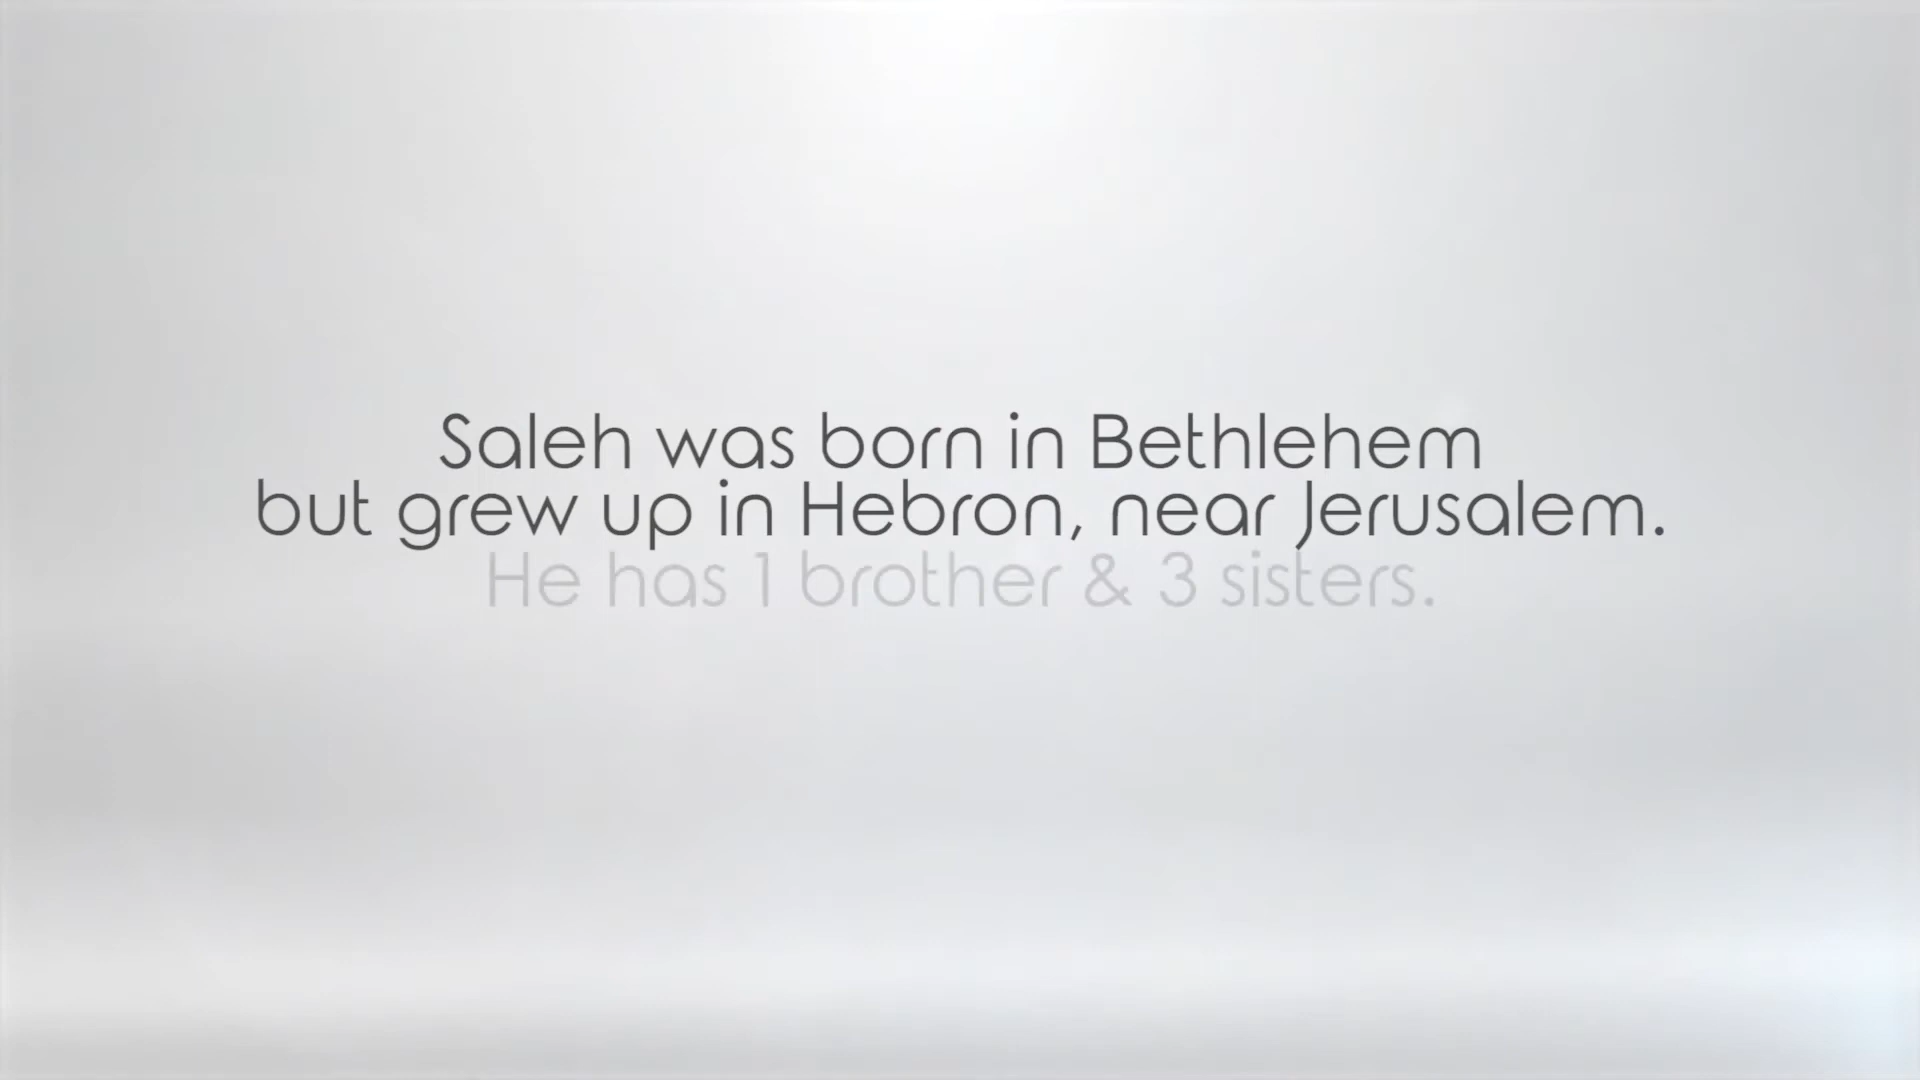 Saleh was born in Bethlehem
but grew up in Hebron, near Jerusalem.
He has 1 brother & 3 sisters.